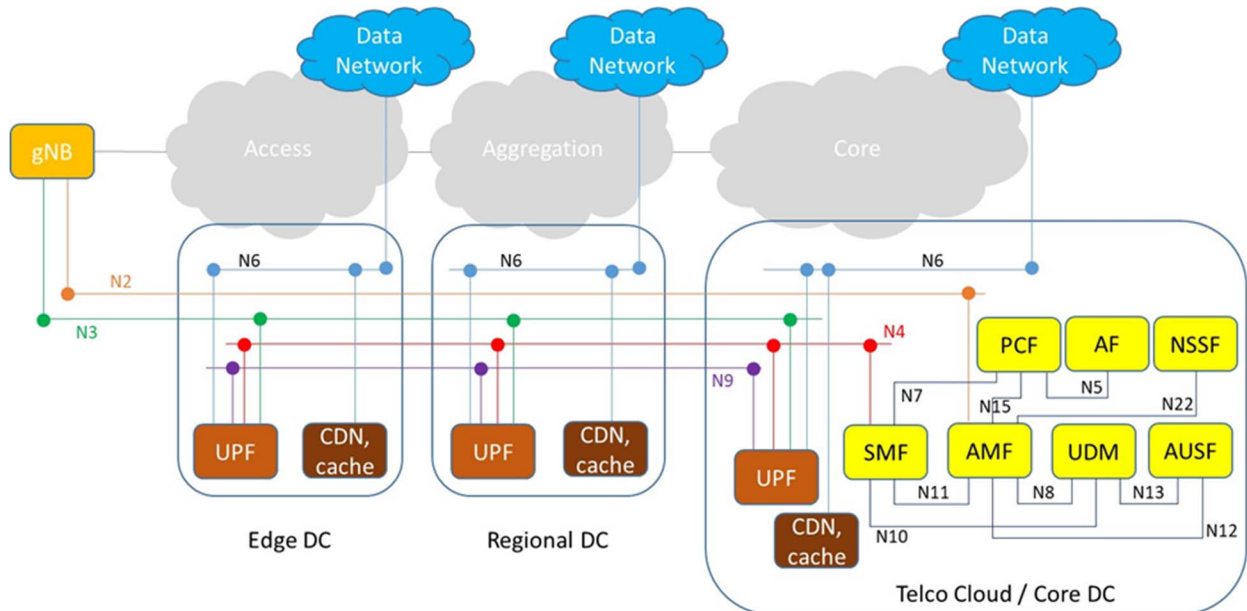 Data
Network
Data
Network
Data
Network
gNB
Access
Aggregation
Core
N6
N6
N6
N2
N3
N4
N9
PCF
AF
NSSF
N7
N15
N5
N22
UPF
CDN,
cache
UPF
CDN,
cache
UPF
CDN,
cache
SMF
AMF
UDM
AUSF
N11
N8
N13
N10
N12
Edge DC
Regional DC
Telco Cloud / Core DC